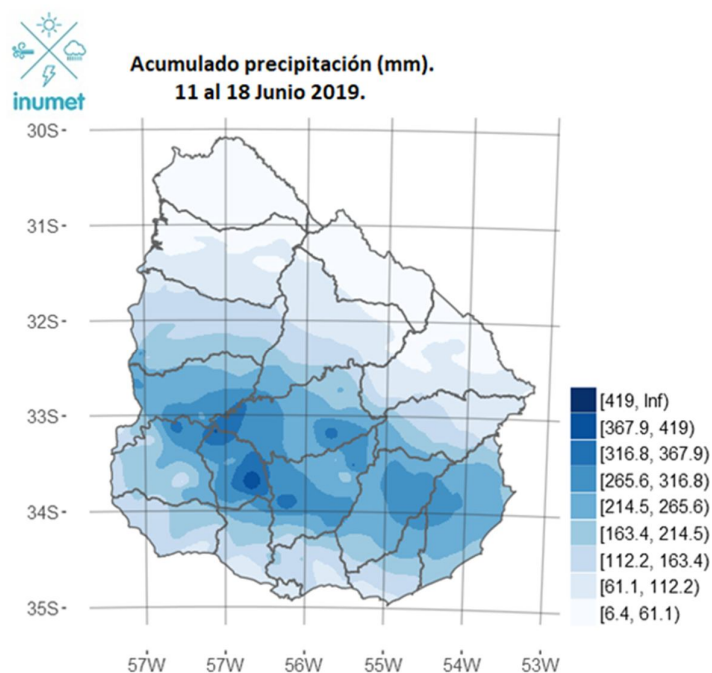 inumet
Acumulado precipitación (mm).
11 al 18 Junio 2019.
30S-
31S-
32S-
33S-
34S-
35S-
57W
57W
56W
55W
54W
53W
[419, Inf)
[367.9, 419)
[316.8, 367.9)
[265.6, 316.8)
[214.5, 265.6)
[163.4, 214.5)
[112.2, 163.4)
[61.1, 112.2)
[6.4, 61.1)